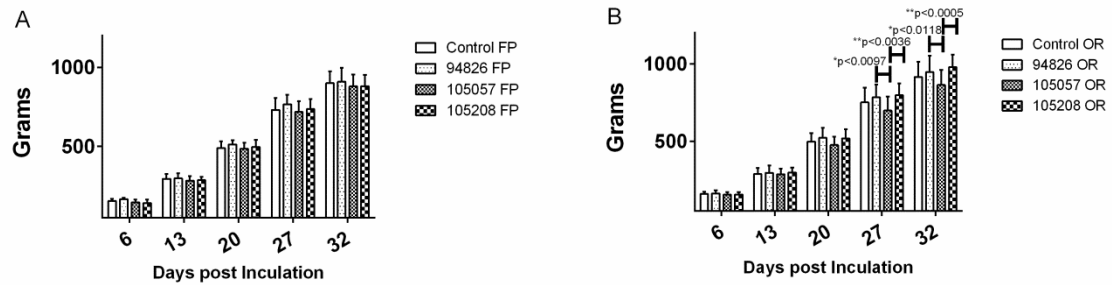 A
Grams
1000
500
6 13 20 27 32
Days post Inculation
Control FP
94826 FP
105057 FP
105208 FP
B
Grams
1000
500
**p<0.0005
*p<0.0118
**p<0.0036
*p<0.0097
6 13 20 27 32
Days post Inculation
Control OR
94826 OR
105057 OR
105208 OR